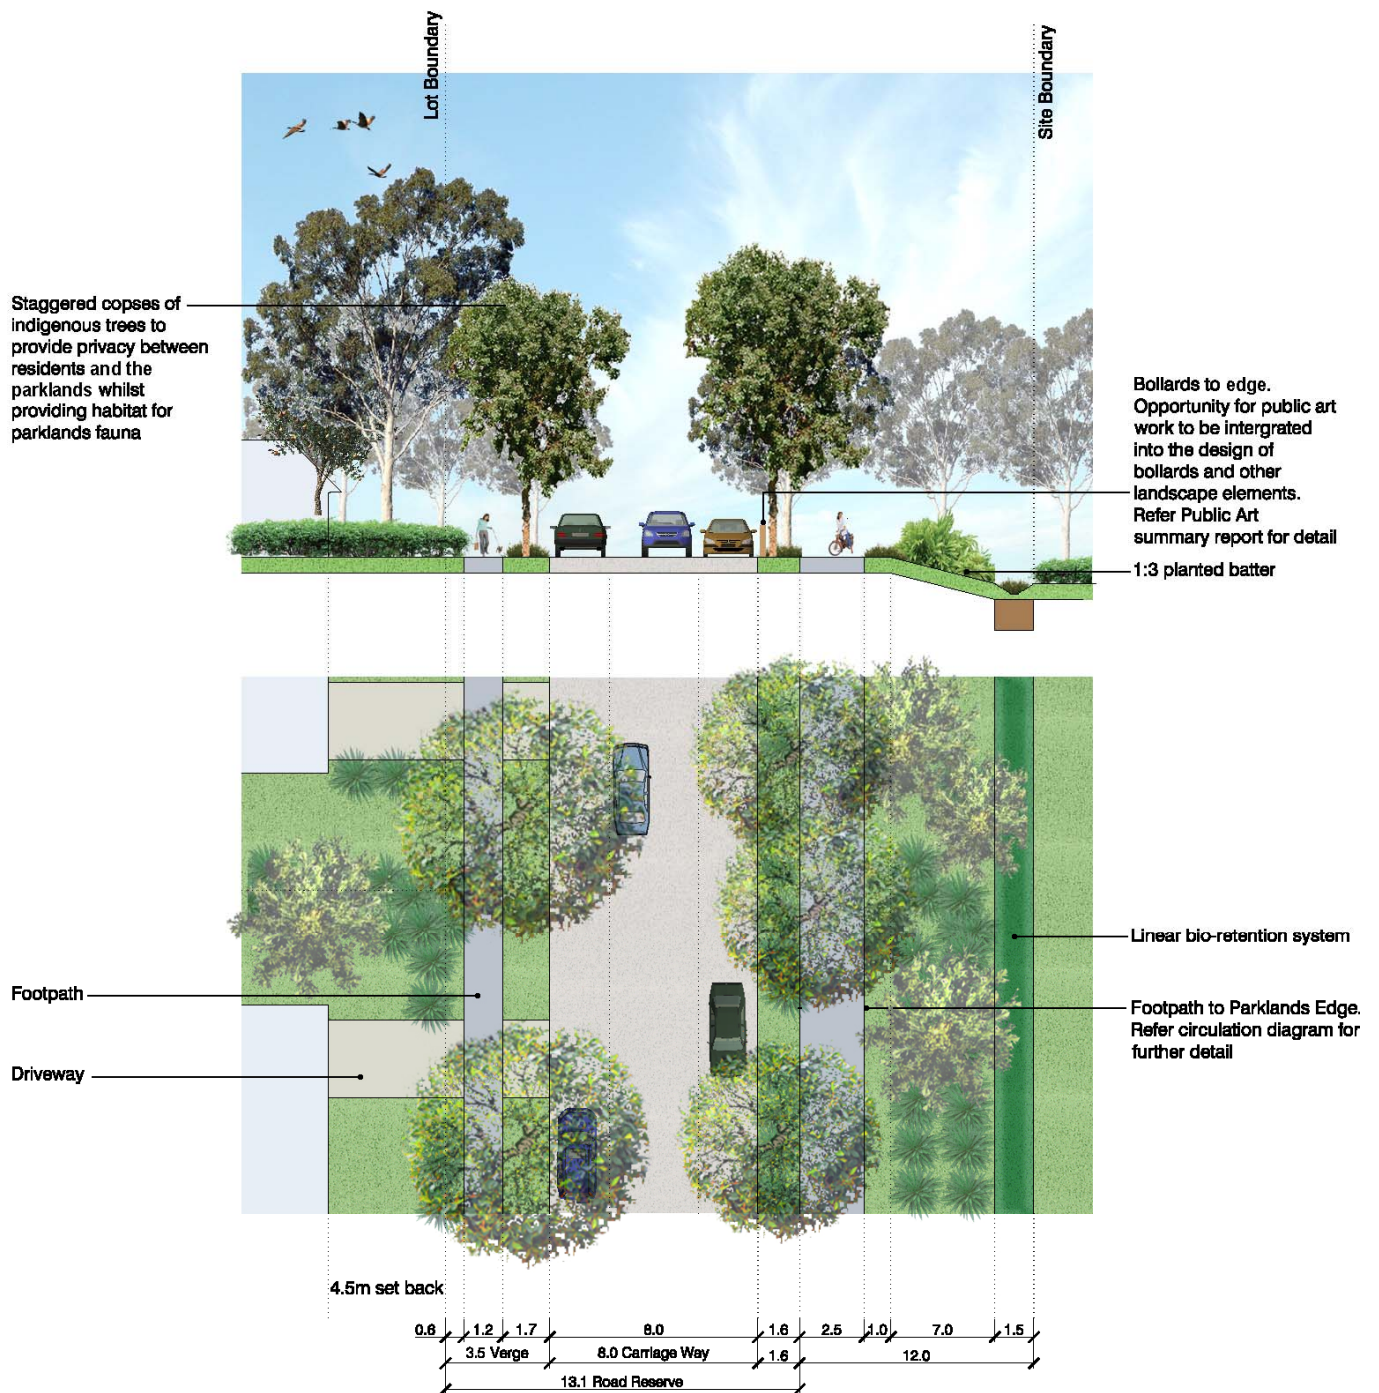 Lot Boundary
Site Boundary
Staggered copses of
indigenous trees to
provide privacy between
residents and the
parklands whilst
providing habitat for
parklands fauna
Bollards to edge.
Opportunity for public art
work to be intergrated
into the design of
bollards and other
landscape elements.
Refer Public Art
summary report for detail
1:3 planted batter
Linear bio-retention system
Footpath
Footpath to Parklands Edge.
Refer circulation diagram for
further detail
Driveway
4.5m set back
0.6 1.2 1.7 8.0 1.6 2.5 1.0 7.0 1.5
3.5 Verge 8.0 Carriage Way 1.6 12.0
13.1 Road Reserve